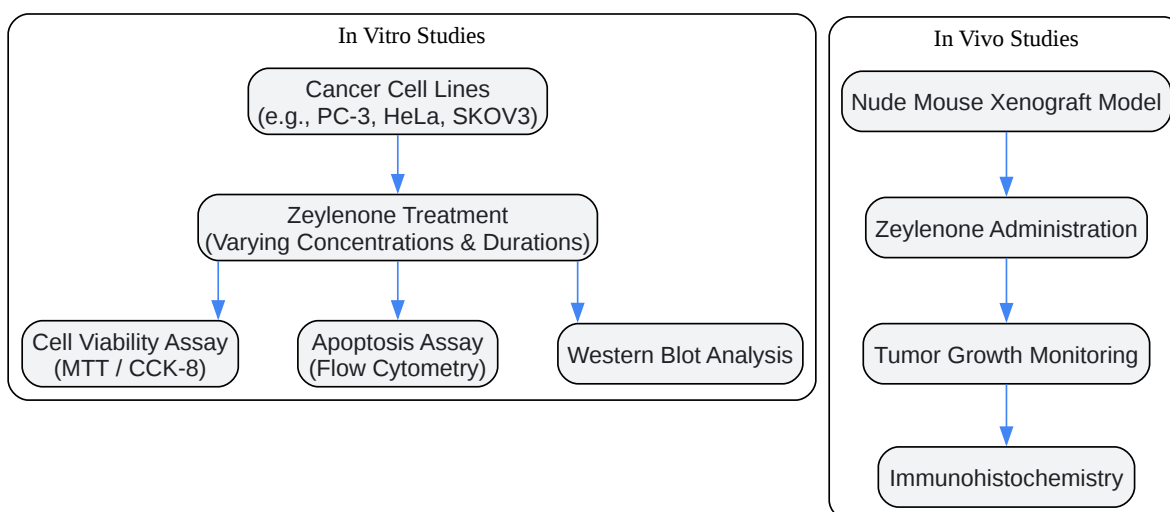 In Vitro Studies
Cancer Cell Lines
(e.g., PC-3, HeLa, SKOV3)
Zeylenone Treatment
(Varying Concentrations & Durations)
Cell Viability Assay
(MTT / CCK-8)
Apoptosis Assay
(Flow Cytometry)
Western Blot Analysis
In Vivo Studies
Nude Mouse Xenograft Model
Zeylenone Administration
Tumor Growth Monitoring
Immunohistochemistry